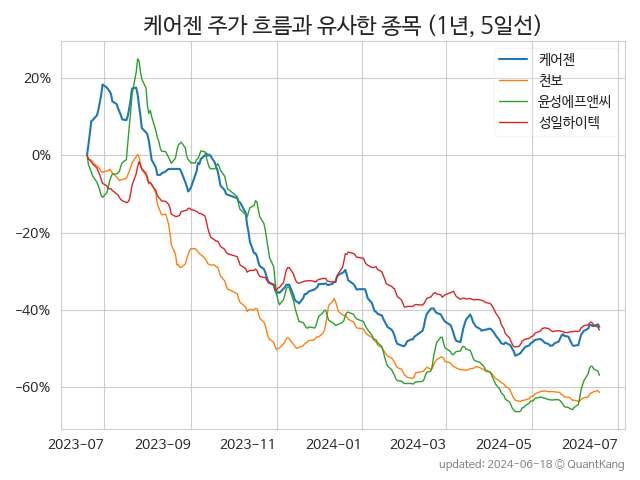 케어젠 주가 흐름과 유사한 종목 (1년, 5일선)
케어젠
천보
윤성에프앤씨
성일하이텍
20%
0%
−20%
−40%
−60%
2023-07 2023-09 2023-11 2024-01 2024-03 2024-05 2024-07
updated: 2024-06-18 © QuantKang